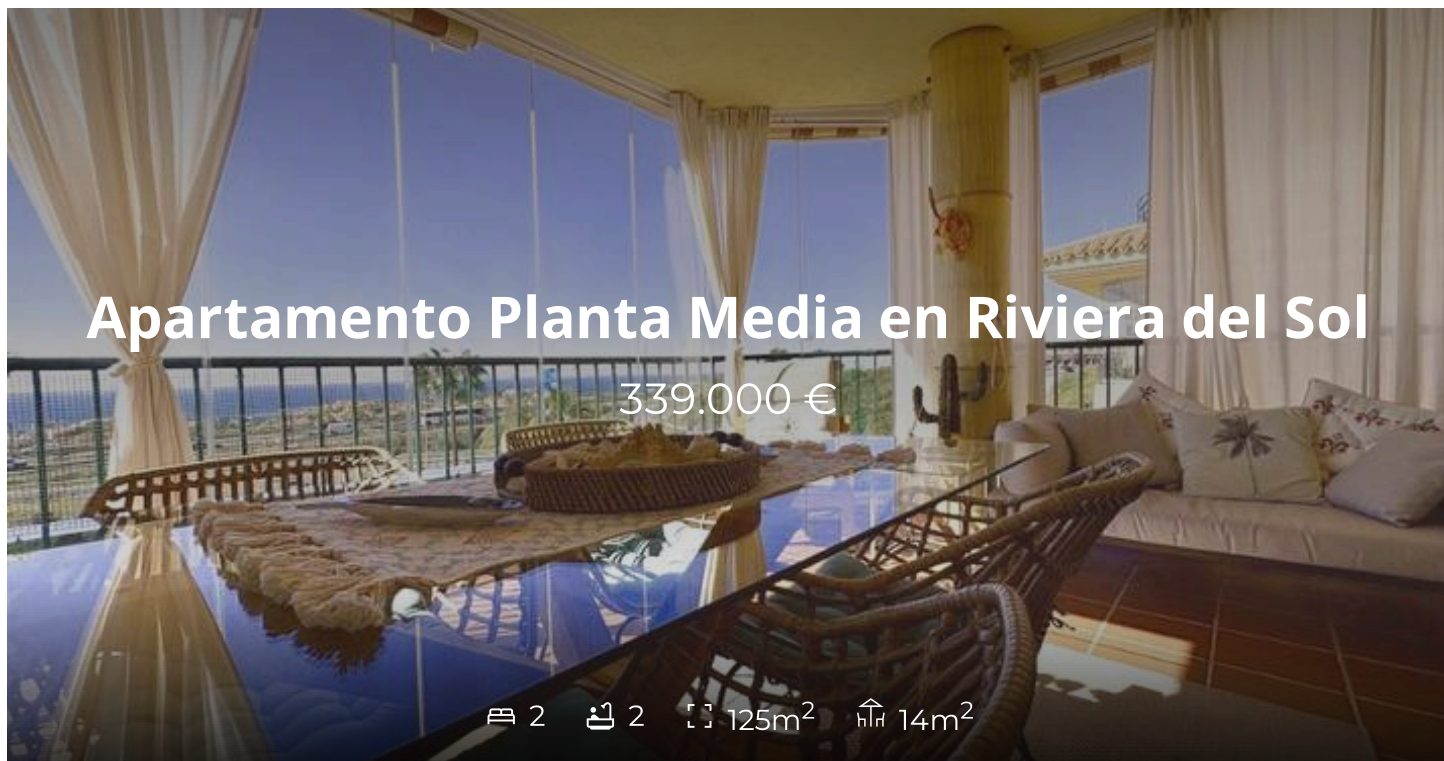 Apartamento Planta Media en Riviera del Sol
339.000 €
2 2 125m² 14m²